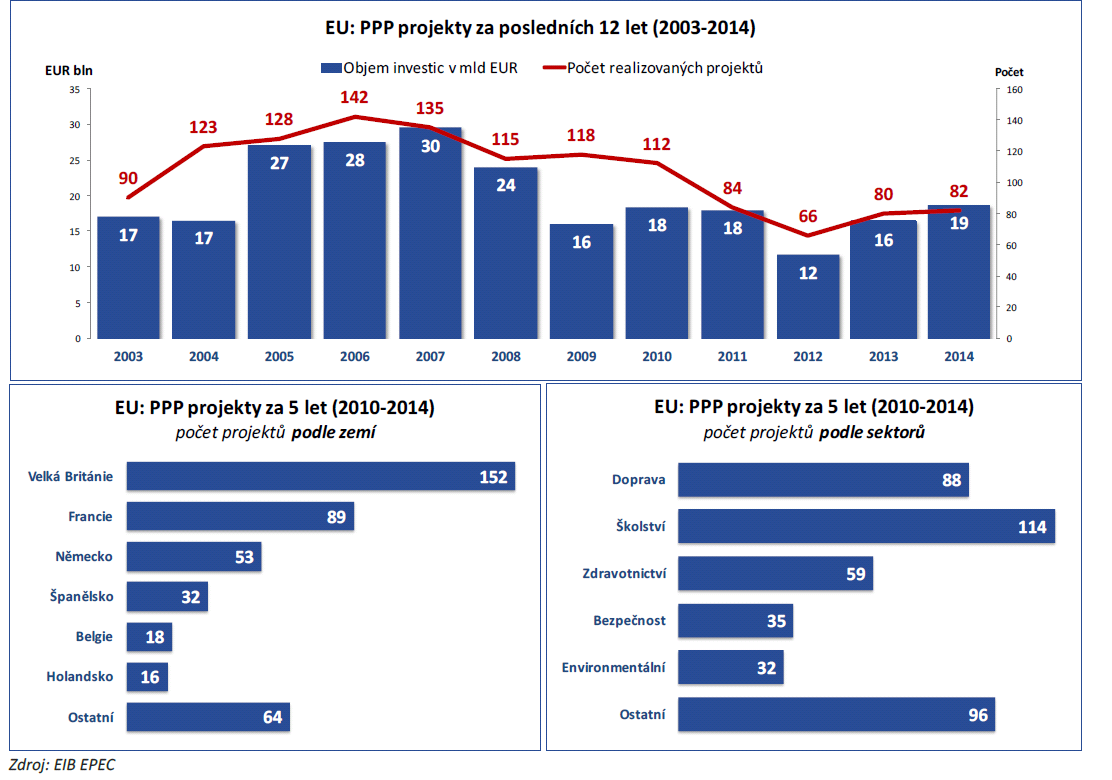 EU: PPP projekty za posledních 12 let (2003-2014)
EUR bln
Objem investic v mld EUR
Počet realizovaných projektů
Počet
35
30
25
20
15
10
5
0
160
140
120
100
80
60
40
20
0
90
123
128
142
135
115
118
112
84
66
80
82
17
17
27
28
30
24
16
18
18
12
16
19
2003 2004 2005 2006 2007 2008 2009 2010 2011 2012 2013 2014
EU: PPP projekty za 5 let (2010-2014)
počet projektů podle zemí
Velká Británie 152
Francie 89
Německo 53
Španělsko 32
Belgie 18
Holandsko 16
Ostatní 64
EU: PPP projekty za 5 let (2010-2014)
počet projektů podle sektorů
Doprava 88
Školství 114
Zdravotnictví 59
Bezpečnost 35
Environmentální 32
Ostatní 96
Zdroj: EIB EPEC